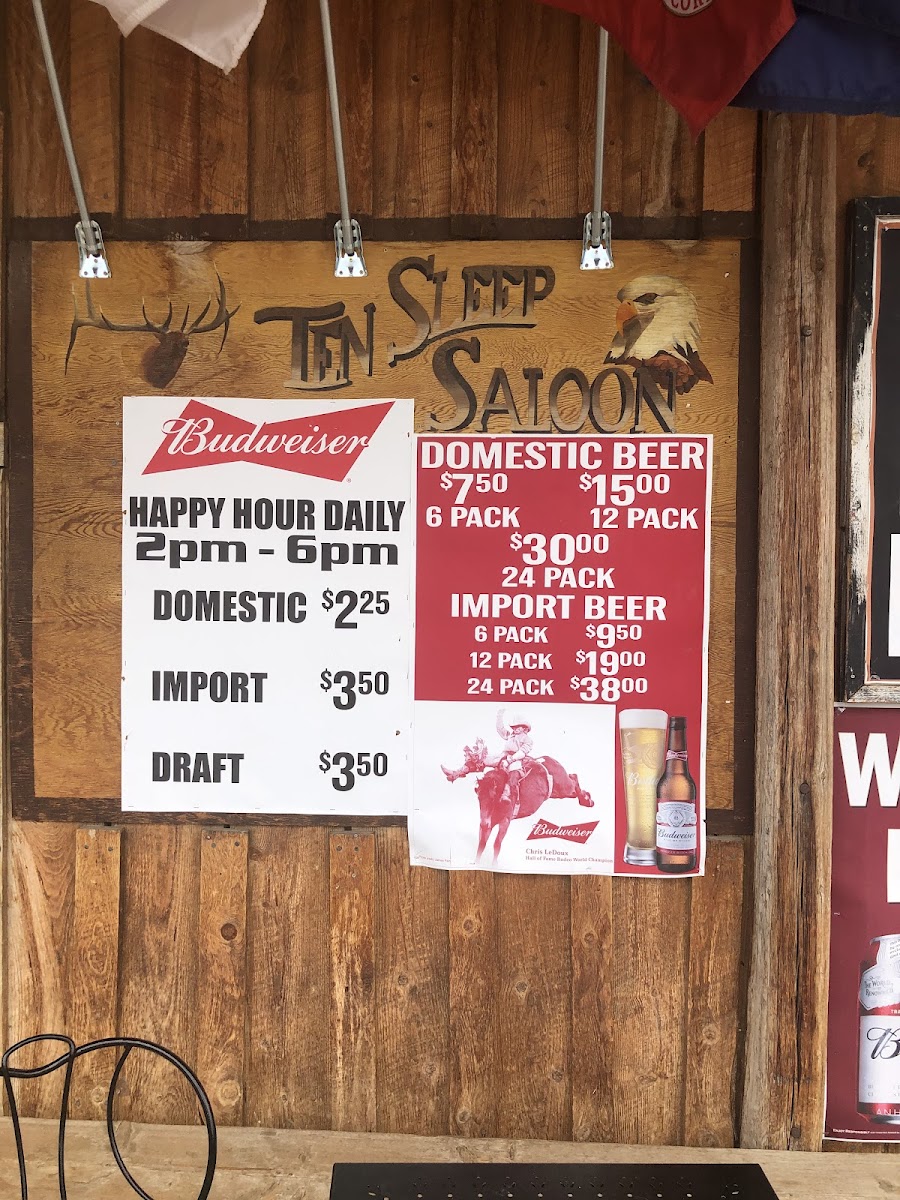 TEN SLEEP
SALOON
Budweiser
HAPPY HOUR DAILY
2pm - 6pm
DOMESTIC $2.25
IMPORT $3.50
DRAFT $3.50
DOMESTIC BEER
$7.50 $15.00
6 PACK 12 PACK
$30.00
24 PACK
IMPORT BEER
6 PACK $9.50
12 PACK $19.00
24 PACK $38.00
Budweiser
Chris LeDoux
Hall of Fame Rodeo World Champion
Budweiser
W